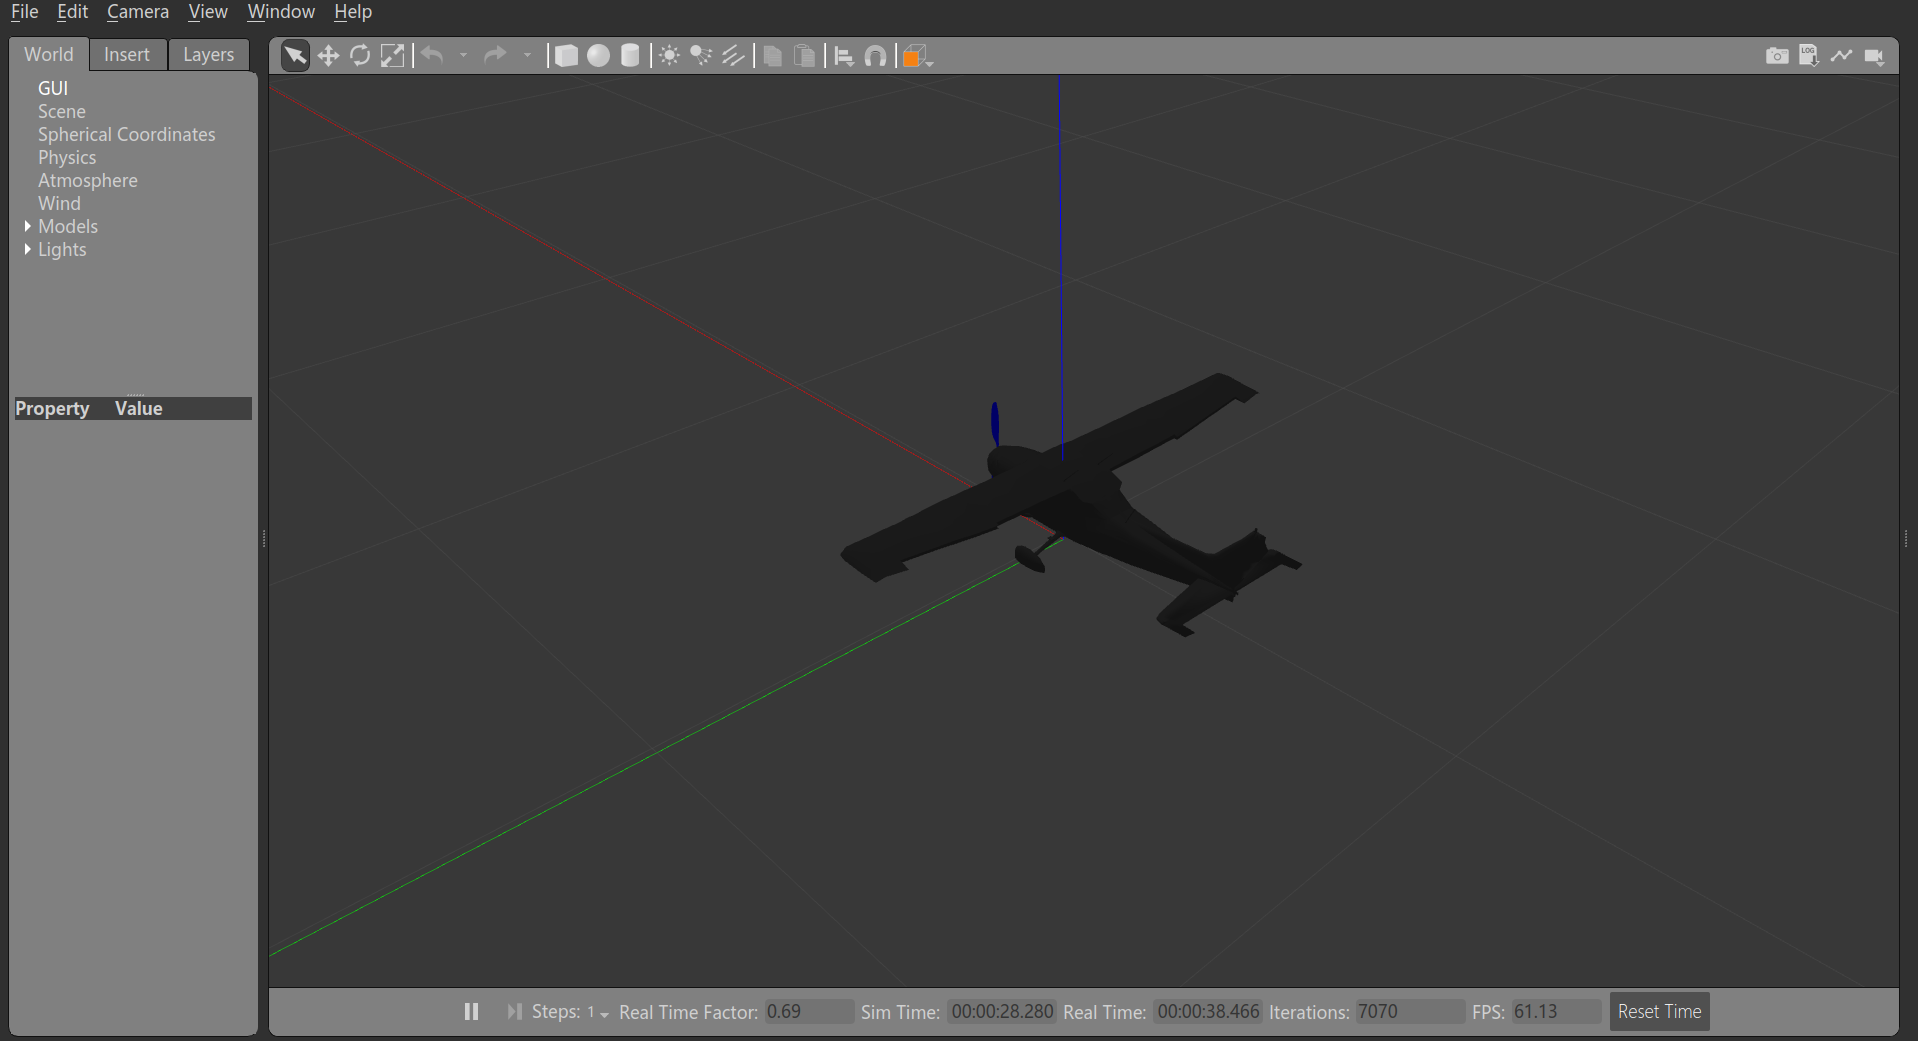 File Edit Camera View Window Help
World Insert Layers
LOG
GUI
Scene
Spherical Coordinates
Physics
Atmosphere
Wind
Models
Lights
Property Value
Steps: 1 Real Time Factor: 0.69 Sim Time: 00:00:28.280 Real Time: 00:00:38.466 Iterations: 7070 FPS: 61.13 Reset Time